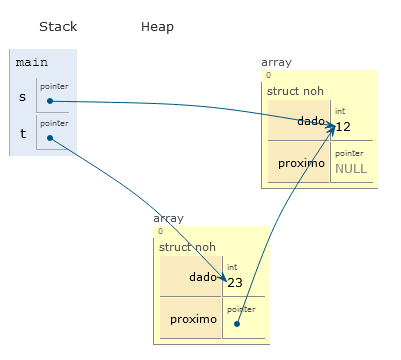 Stack Heap
main
s pointer
t pointer
array
0
struct noh
dado int 12
proximo pointer NULL
array
0
struct noh
dado int 23
proximo pointer